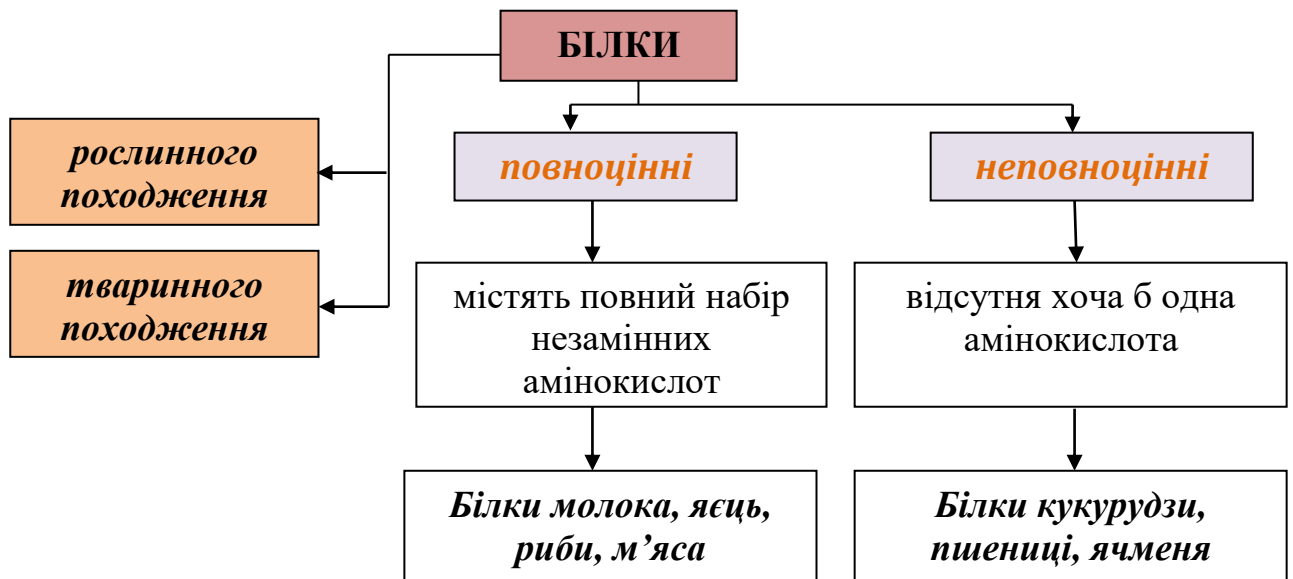 БІЛКИ
рослинного
походження
тваринного
походження
повноцінні
неповноцінні
містять повний набір
незамінних
амінокислот
відсутня хоча б одна
амінокислота
Білки молока, яєць,
риби, м’яса
Білки кукурудзи,
пшениці, ячменя